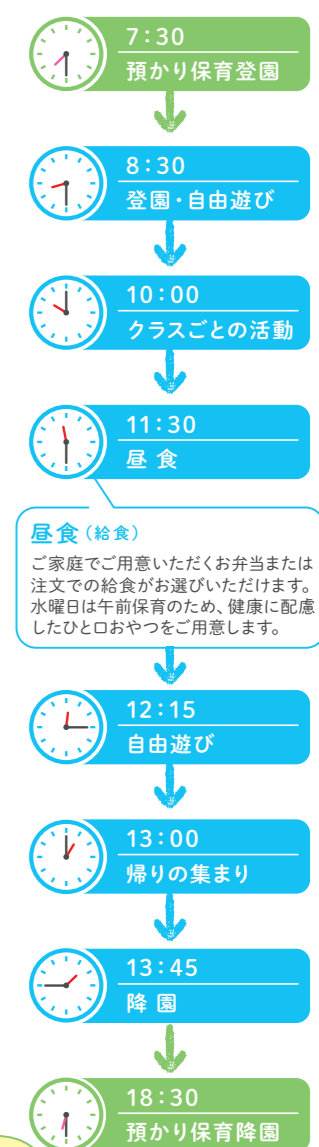 7：30
預かり保育登園
8：30
登園・自由遊び
10：00
クラスごとの活動
11：30
昼 食
昼食（給食）
ご家庭でご用意いただくお弁当または
注文での給食がお選びいただけます。
水曜日は午前保育のため、健康に配慮
したひと口おやつをご用意します。
12：15
自由遊び
13：00
帰りの集まり
13：45
降 園
18：30
預かり保育降園